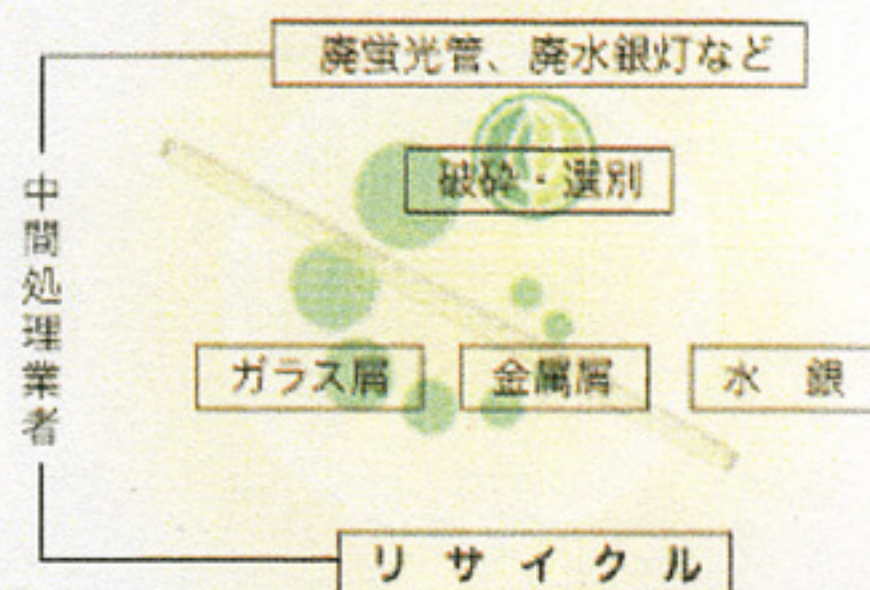 廃蛍光管、廃水銀灯など
破砕・選別
中間処理業者
ガラス屑
金属屑
水 銀
リサイクル